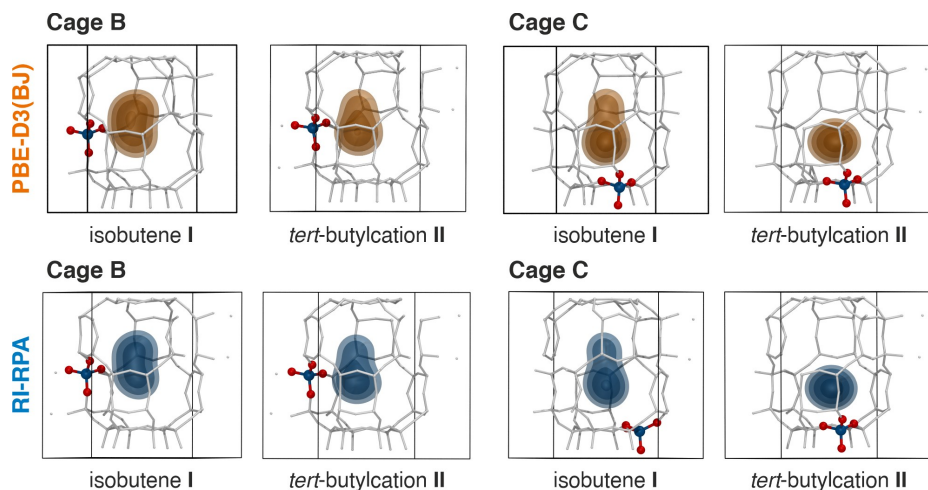 Cage B
Cage C
PBE-D3(BJ)
isobutene I
tert-butylcation II
isobutene I
tert-butylcation II
Cage B
Cage C
RI-RPA
isobutene I
tert-butylcation II
isobutene I
tert-butylcation II